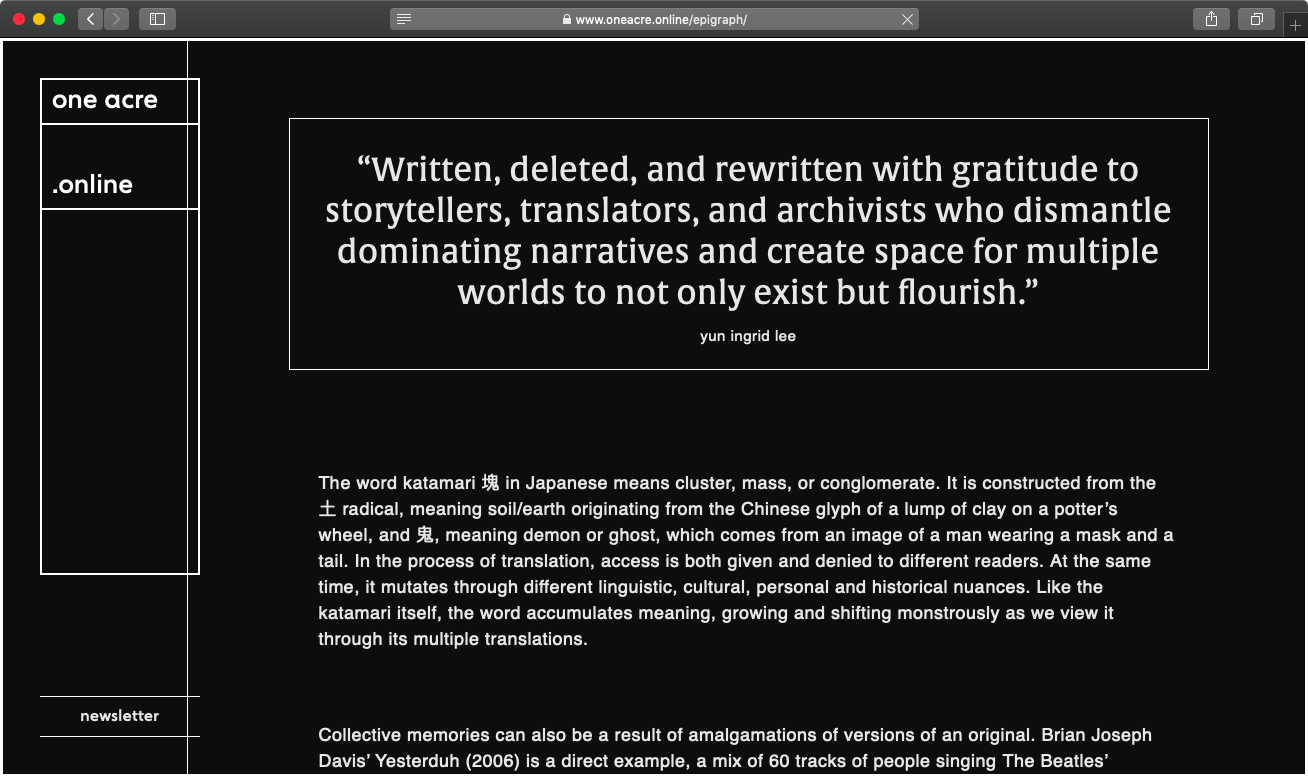 www.oneacre.online/epigraph/
one acre
.online
“Written, deleted, and rewritten with gratitude to
storytellers, translators, and archivists who dismantle
dominating narratives and create space for multiple
worlds to not only exist but flourish.”
yun ingrid lee
The word katamari 塊 in Japanese means cluster, mass, or conglomerate. It is constructed from the
土 radical, meaning soil/earth originating from the Chinese glyph of a lump of clay on a potter’s
wheel, and 鬼, meaning demon or ghost, which comes from an image of a man wearing a mask and a
tail. In the process of translation, access is both given and denied to different readers. At the same
time, it mutates through different linguistic, cultural, personal and historical nuances. Like the
katamari itself, the word accumulates meaning, growing and shifting monstrously as we view it
through its multiple translations.
newsletter
Collective memories can also be a result of amalgamations of versions of an original. Brian Joseph
Davis’ Yesterduh (2006) is a direct example, a mix of 60 tracks of people singing The Beatles’